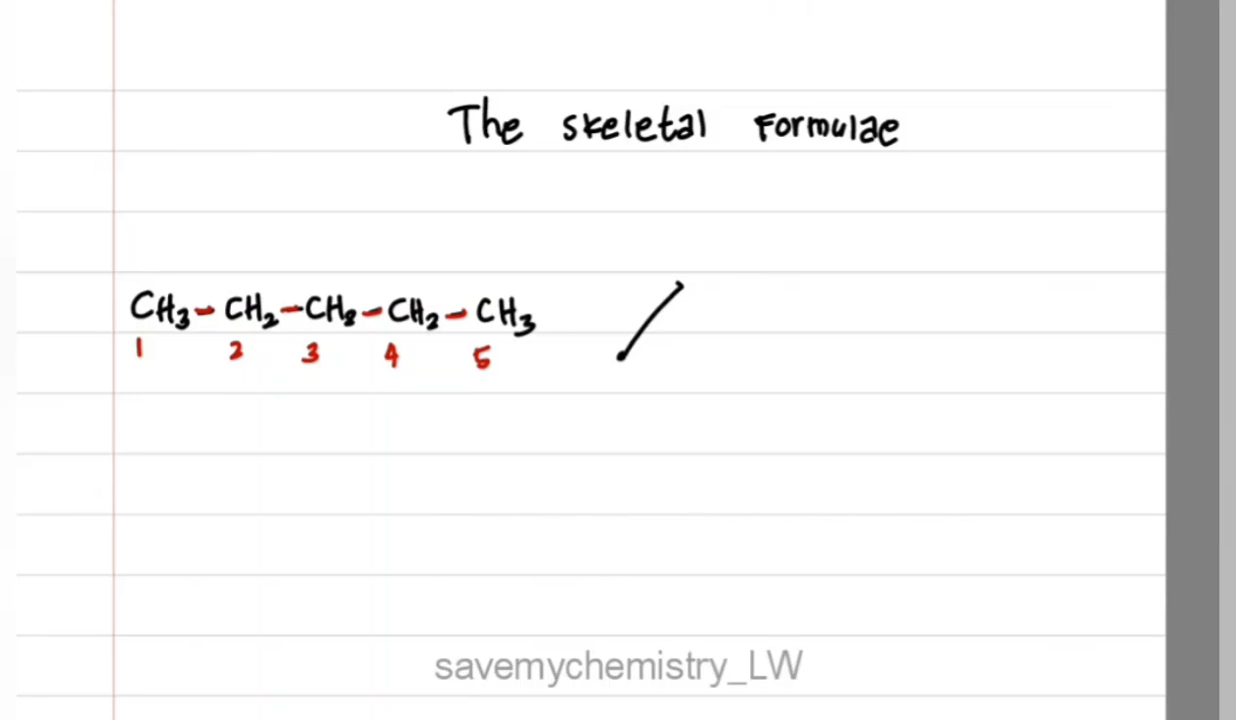 The skeletal Formulae
CH₃-CH₂-CH₂-CH₂-CH₃
1 2 3 4 5
savemychemistry_LW